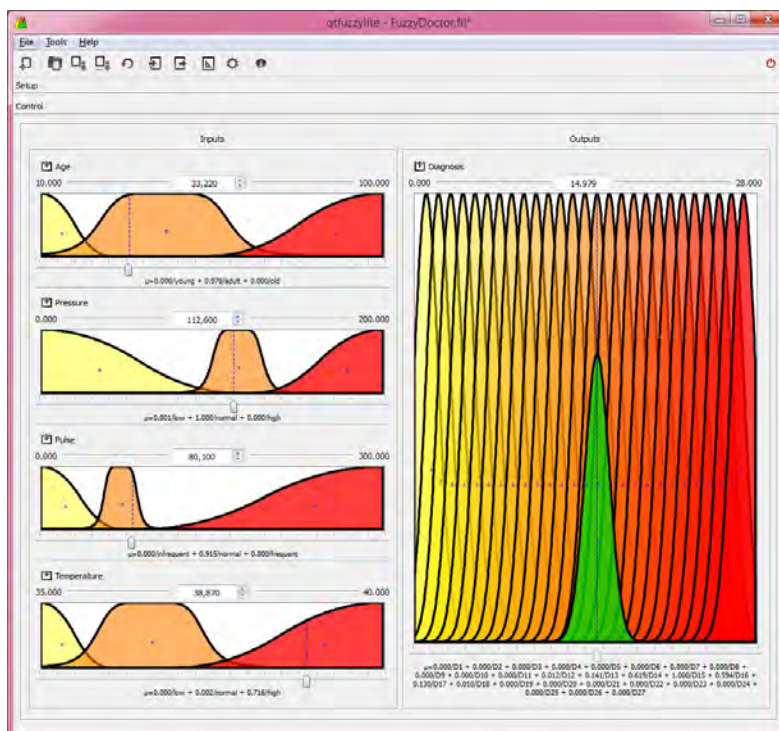 qtfuzzylite - FuzzyDoctor.fll*
File Tools Help
Setup
Control
Inputs
Age
10.000 33,220 100.000
μ=0.000/young + 0.978/adult + 0.000/old
Pressure
0.000 112,600 200.000
μ=0.001/low + 1.000/normal + 0.000/high
Pulse
0.000 80,100 300.000
μ=0.000/infrequent + 0.915/normal + 0.000/frequent
Temperature
35.000 38,870 40.000
μ=0.000/low + 0.002/normal + 0.716/high
Outputs
Diagnosis
0.000 14,979 28.000
μ=0.000/D1 + 0.000/D2 + 0.000/D3 + 0.000/D4 + 0.000/D5 + 0.000/D6 + 0.000/D7 + 0.000/D8 +
0.000/D9 + 0.000/D10 + 0.000/D11 + 0.012/D12 + 0.141/D13 + 0.619/D14 + 1.000/D15 + 0.594/D16 +
0.130/D17 + 0.010/D18 + 0.000/D19 + 0.000/D20 + 0.000/D21 + 0.000/D22 + 0.000/D23 + 0.000/D24 +
0.000/D25 + 0.000/D26 + 0.000/D27